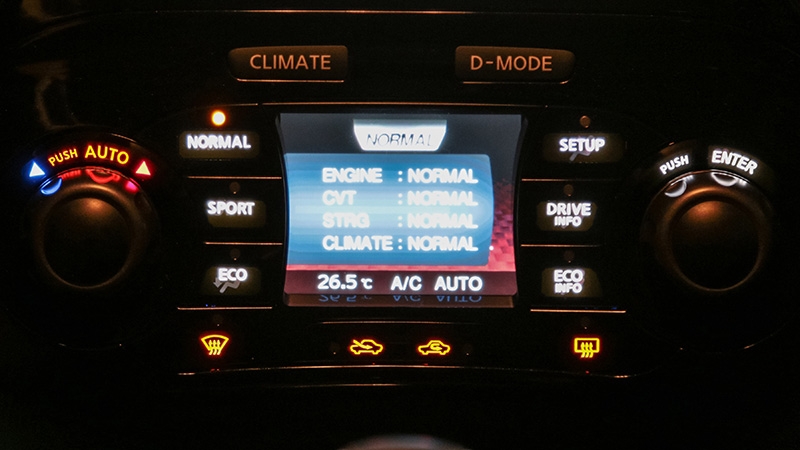 CLIMATE
D-MODE
PUSH AUTO
NORMAL
SPORT
ECO
NORMAL
ENGINE : NORMAL
CVT : NORMAL
STRG : NORMAL
CLIMATE : NORMAL
26.5℃ A/C AUTO
SETUP
DRIVE
INFO
ECO
INFO
PUSH ENTER